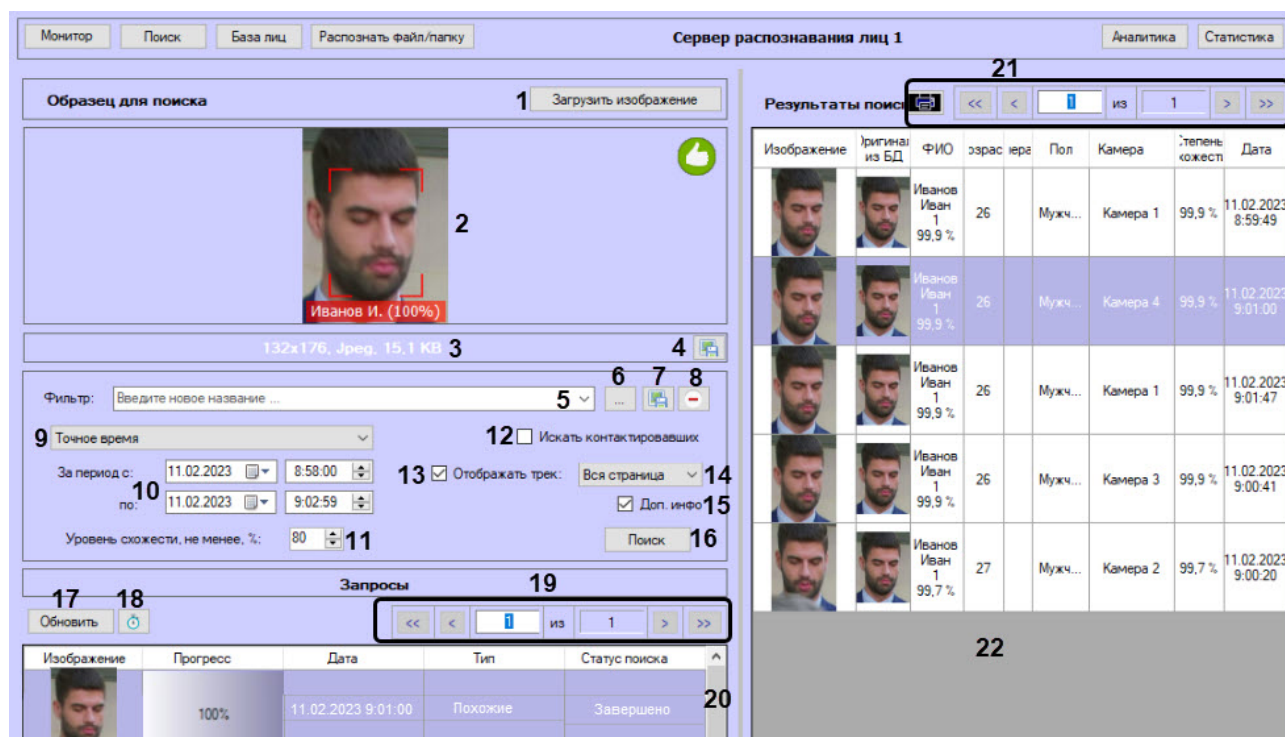 Монитор Поиск База лиц Распознать файл/папку Сервер распознавания лиц 1 Аналитика Статистика
Образец для поиска 1 Загрузить изображение
2
Иванов И. (100%)
132x176, Jpeg, 15,1 KB 3 4
6 7 8
Фильтр: Введите новое название ... 5 ...
9 Точное время 12 Искать контактировавших
За период с: 11.02.2023 8:58:00 13 Отображать трек: Вся страница 14
10
по: 11.02.2023 9:02:59 Доп. инфо 15
Уровень схожести, не менее, %: 80 11 Поиск 16
Запросы 19
17 18
Обновить << < 1 из 1 > >>
Изображение Прогресс Дата Тип Статус поиска
100% 11.02.2023 9:01:00 Похожие Завершено 20
21
Результаты поиск << < 1 из 1 > >>
Изображение Оригинал из БД ФИО озрас нера Пол Камера Степень хожест Дата
Иванов
Иван
1
99,9 %
26 Мужч... Камера 1 99,9 % 11.02.2023
8:59:49
Иванов
Иван
1
99,9 %
26 Мужч... Камера 4 99,9 % 11.02.2023
9:01:00
Иванов
Иван
1
99,9 %
26 Мужч... Камера 1 99,9 % 11.02.2023
9:01:47
Иванов
Иван
1
99,9 %
26 Мужч... Камера 3 99,9 % 11.02.2023
9:00:41
Иванов
Иван
1
99,7 %
27 Мужч... Камера 2 99,7 % 11.02.2023
9:00:20
22